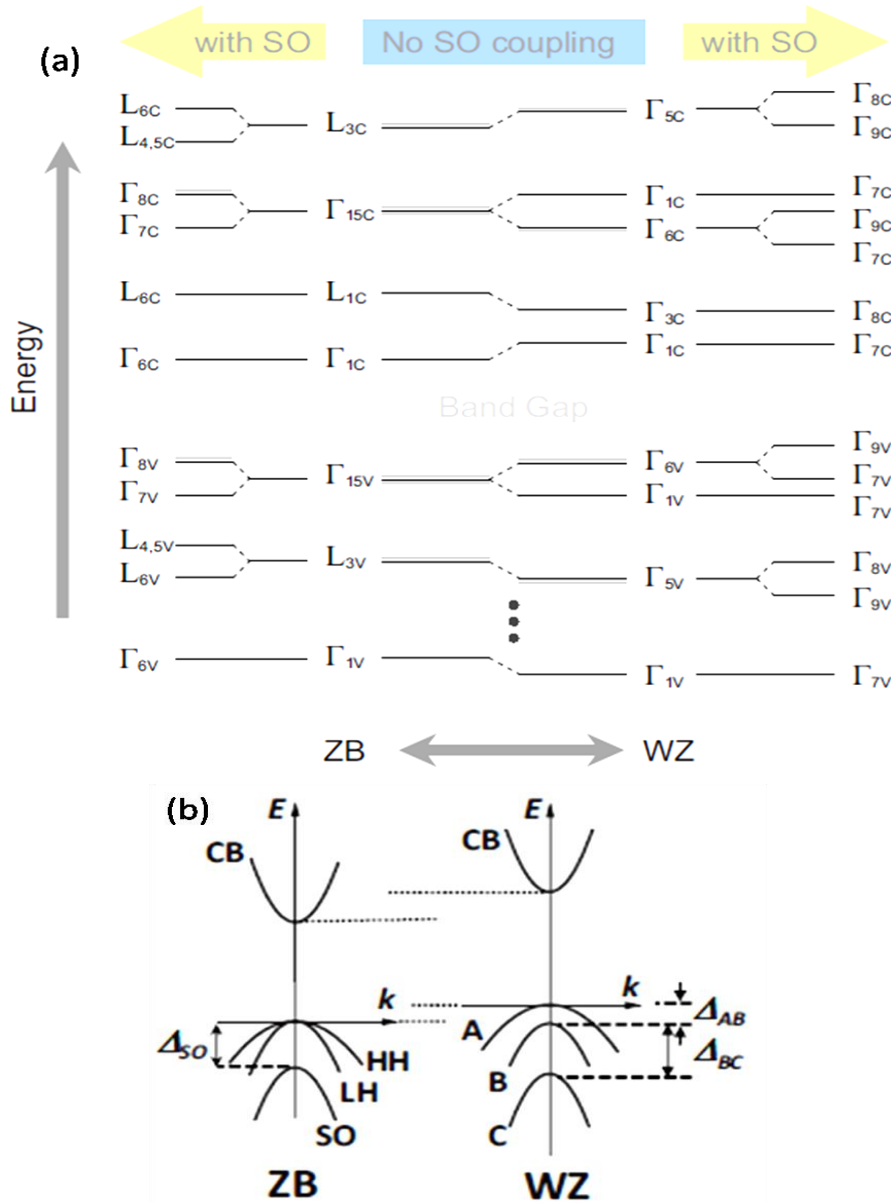 with SO No SO coupling with SO
(a)
L6C L3C Γ5C Γ8C
L4,5C Γ9C
Γ8C Γ15C Γ1C Γ7C
Γ7C Γ6C Γ9C
Γ7C
L6C L1C Γ3C Γ8C
Γ6C Γ1C Γ1C Γ7C
Energy
Band Gap
Γ8V Γ15V Γ6V Γ9V
Γ7V Γ1V Γ7V
Γ7V
L4,5V L3V Γ5V Γ8V
L6V Γ9V
Γ6V Γ1V Γ1V Γ7V
ZB WZ
(b) E E
CB CB
k k
ΔSO A ΔAB
HH B ΔBC
LH
SO C
ZB WZ